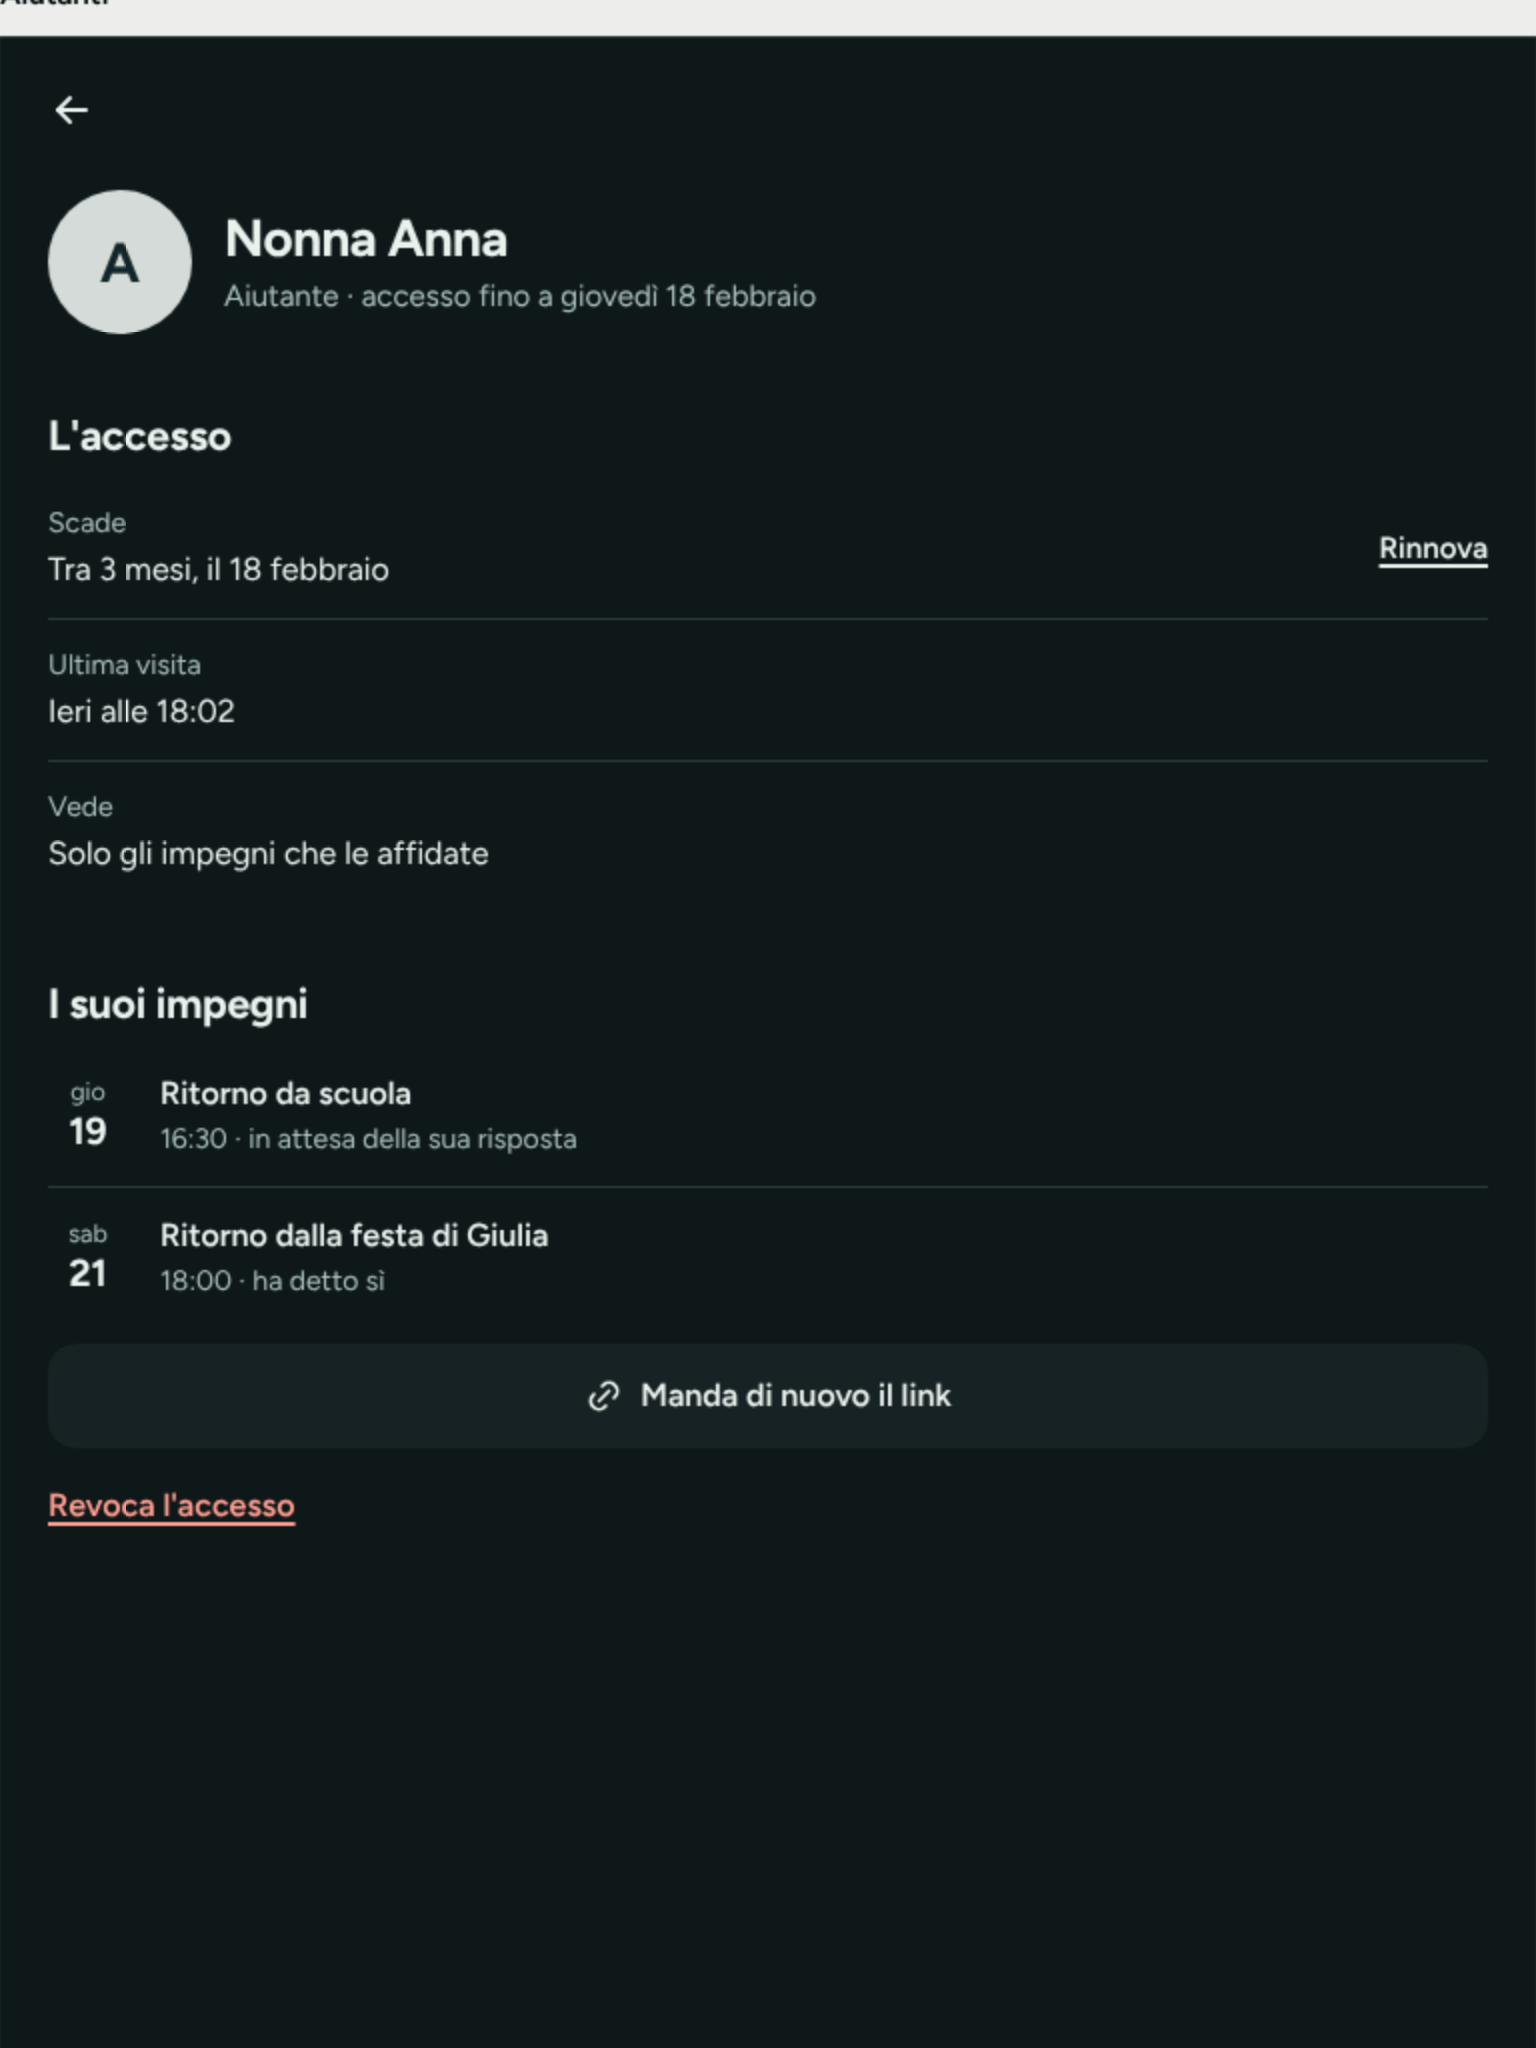 A
Nonna Anna
Aiutante · accesso fino a giovedì 18 febbraio
L'accesso
Scade
Tra 3 mesi, il 18 febbraio
Rinnova
Ultima visita
Ieri alle 18:02
Vede
Solo gli impegni che le affidate
I suoi impegni
gio
19
Ritorno da scuola
16:30 · in attesa della sua risposta
sab
21
Ritorno dalla festa di Giulia
18:00 · ha detto sì
Manda di nuovo il link
Revoca l'accesso